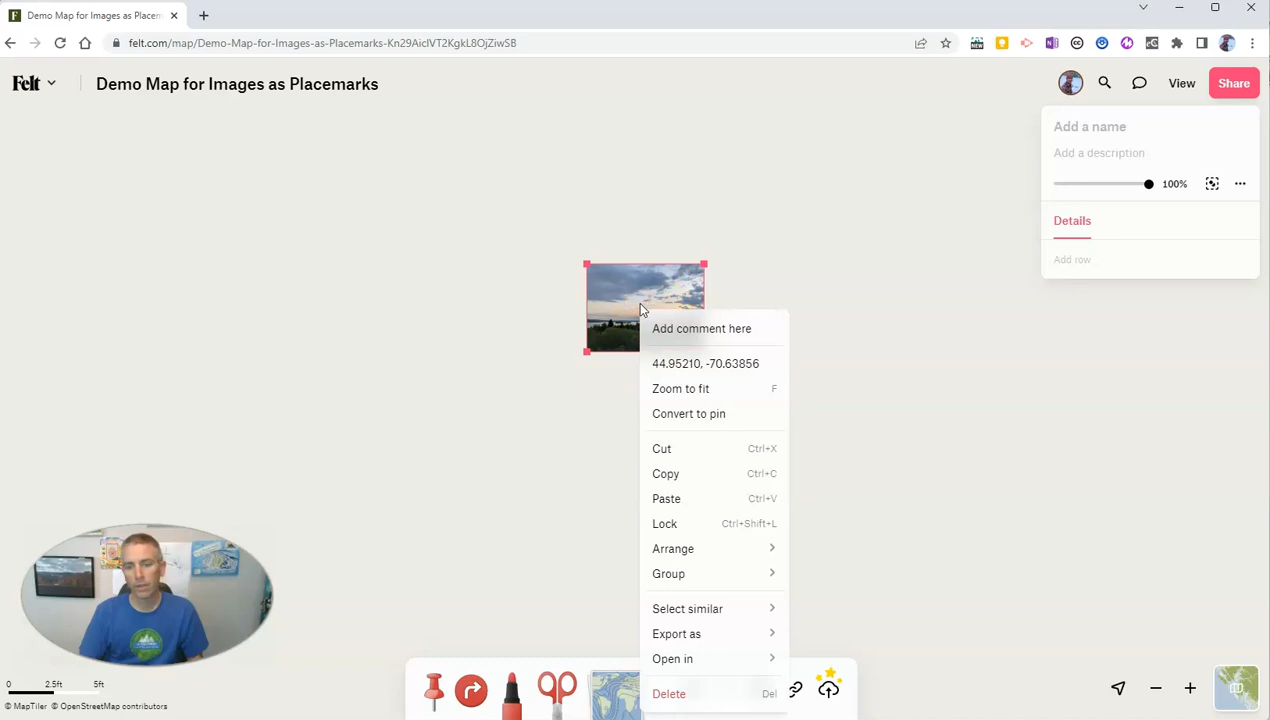 Demo Map for Images as Placem
felt.com/map/Demo-Map-for-Images-as-Placemarks-Kn29AicIVT2KgkL8OjZiwSB
Felt
Demo Map for Images as Placemarks
View
Share
Add a name
Add a description
100%
Details
Add row
Add comment here
44.95210, -70.63856
Zoom to fit F
Convert to pin
Cut Ctrl+X
Copy Ctrl+C
Paste Ctrl+V
Lock Ctrl+Shift+L
Arrange
Group
Select similar
Export as
Open in
Delete Del
0 2.5ft 5ft
© MapTiler © OpenStreetMap contributors